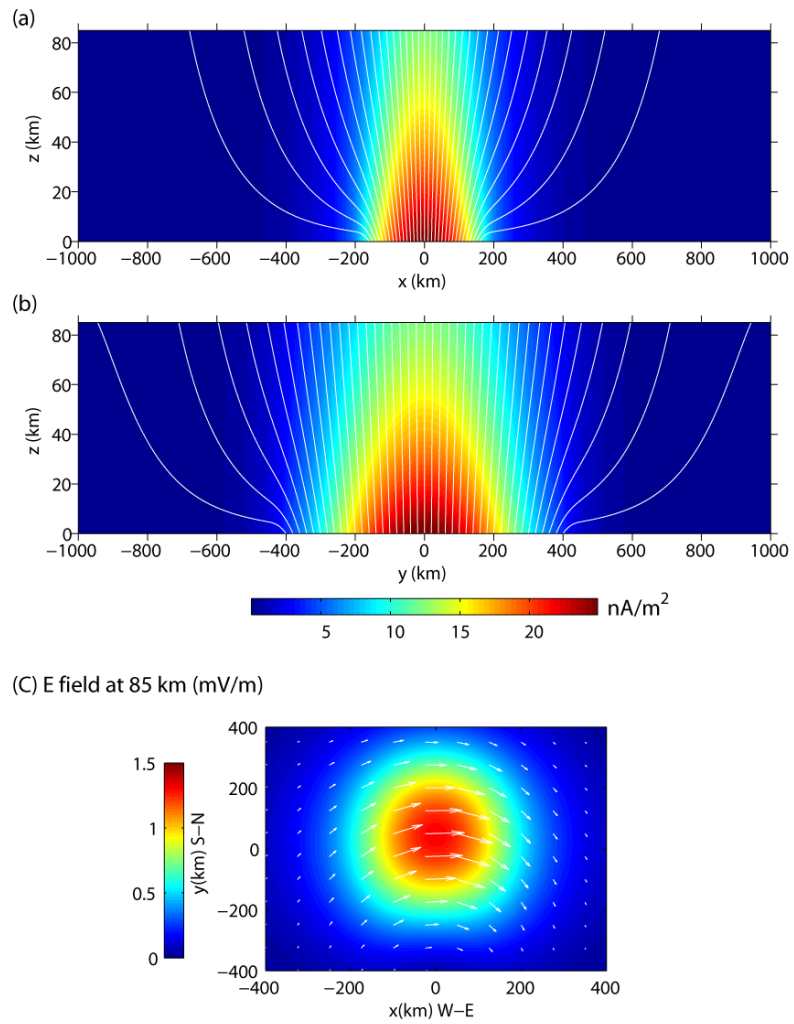 (a)
80
60
40
20
0
z (km)
−1000 −800 −600 −400 −200 0 200 400 600 800 1000
x (km)
(b)
80
60
40
20
0
z (km)
−1000 −800 −600 −400 −200 0 200 400 600 800 1000
y (km)
5 10 15 20 nA/m²
(C) E field at 85 km (mV/m)
1.5
1
0.5
0
y(km) S−N
400
200
0
−200
−400
−400 −200 0 200 400
x(km) W−E